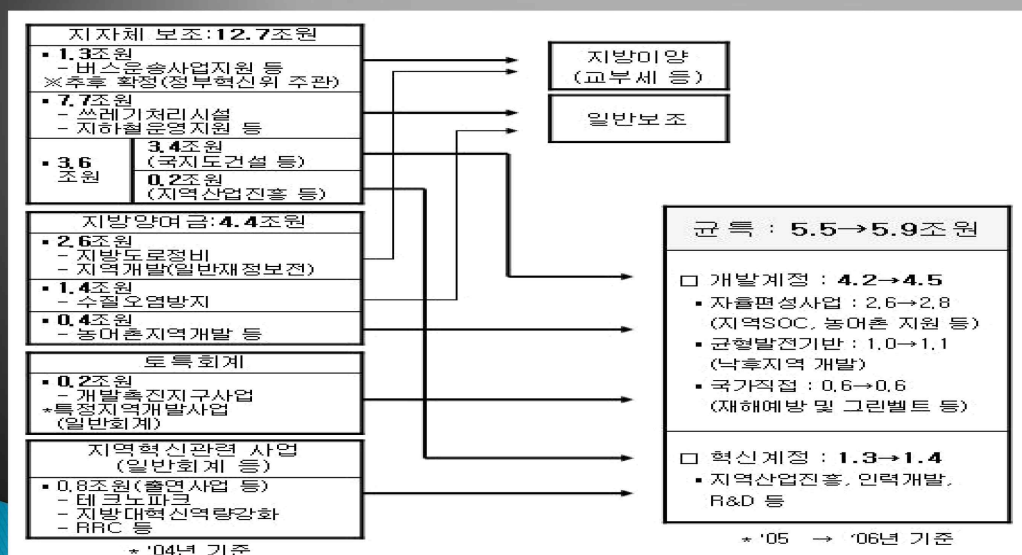 지자체 보조:12.7조원
▪ 1.3조원
– 버스운송사업지원 등
※추후 확정(정부혁신위 주관)
▪ 7.7조원
– 쓰레기처리시설
– 지하철운영지원 등
▪ 3.6
조원
3.4조원
(국지도건설 등)
0.2조원
(지역산업진흥 등)
지방양여금:4.4조원
▪ 2.6조원
– 지방도로정비
– 지역개발(일반재정보전)
▪ 1.4조원
– 수질오염방지
▪ 0.4조원
– 농어촌지역개발 등
토특회계
▪ 0.2조원
– 개발촉진지구사업
*특정지역개발사업
(일반회계)
지역혁신관련 사업
(일반회계 등)
▪ 0.8조원(출연사업 등)
– 테크노파크
– 지방대혁신역량강화
– RRC 등
* '04년 기준
지방이양
(교부세 등)
일반보조
균특 : 5.5→5.9조원
□ 개발계정 : 4.2→4.5
▪ 자율편성사업 : 2.6→2.8
(지역SOC, 농어촌 지원 등)
▪ 균형발전기반 : 1.0→1.1
(낙후지역 개발)
▪ 국가직접 : 0.6→0.6
(재해예방 및 그린벨트 등)
□ 혁신계정 : 1.3→1.4
▪ 지역산업진흥, 인력개발,
R&D 등
* '05 → '06년 기준